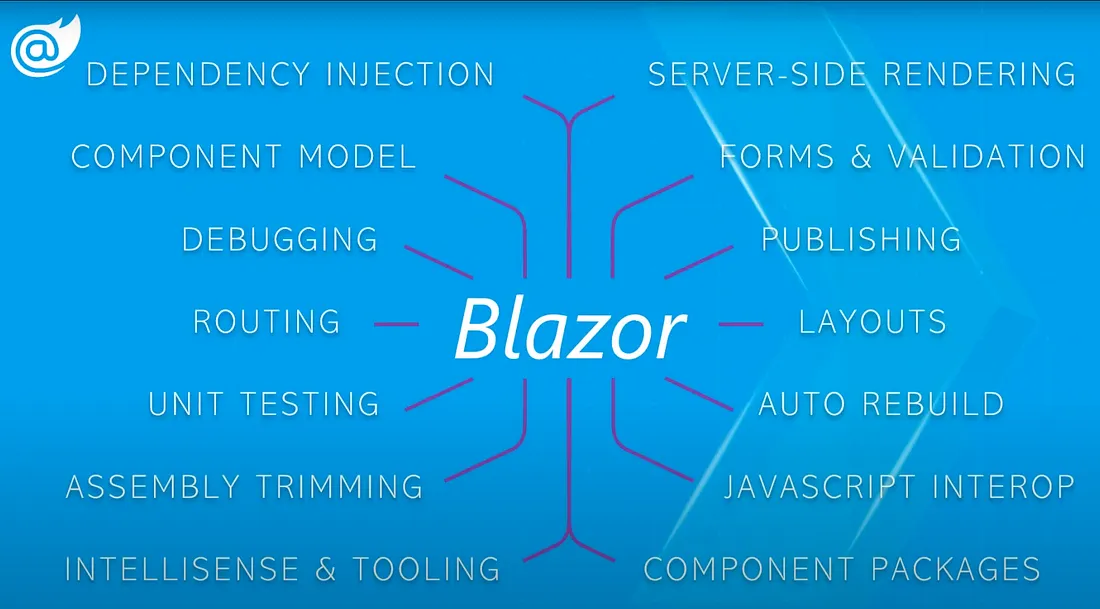 @
DEPENDENCY INJECTION
SERVER-SIDE RENDERING
COMPONENT MODEL
FORMS & VALIDATION
DEBUGGING
PUBLISHING
ROUTING
Blazor
LAYOUTS
UNIT TESTING
AUTO REBUILD
ASSEMBLY TRIMMING
JAVASCRIPT INTEROP
INTELLISENSE & TOOLING
COMPONENT PACKAGES